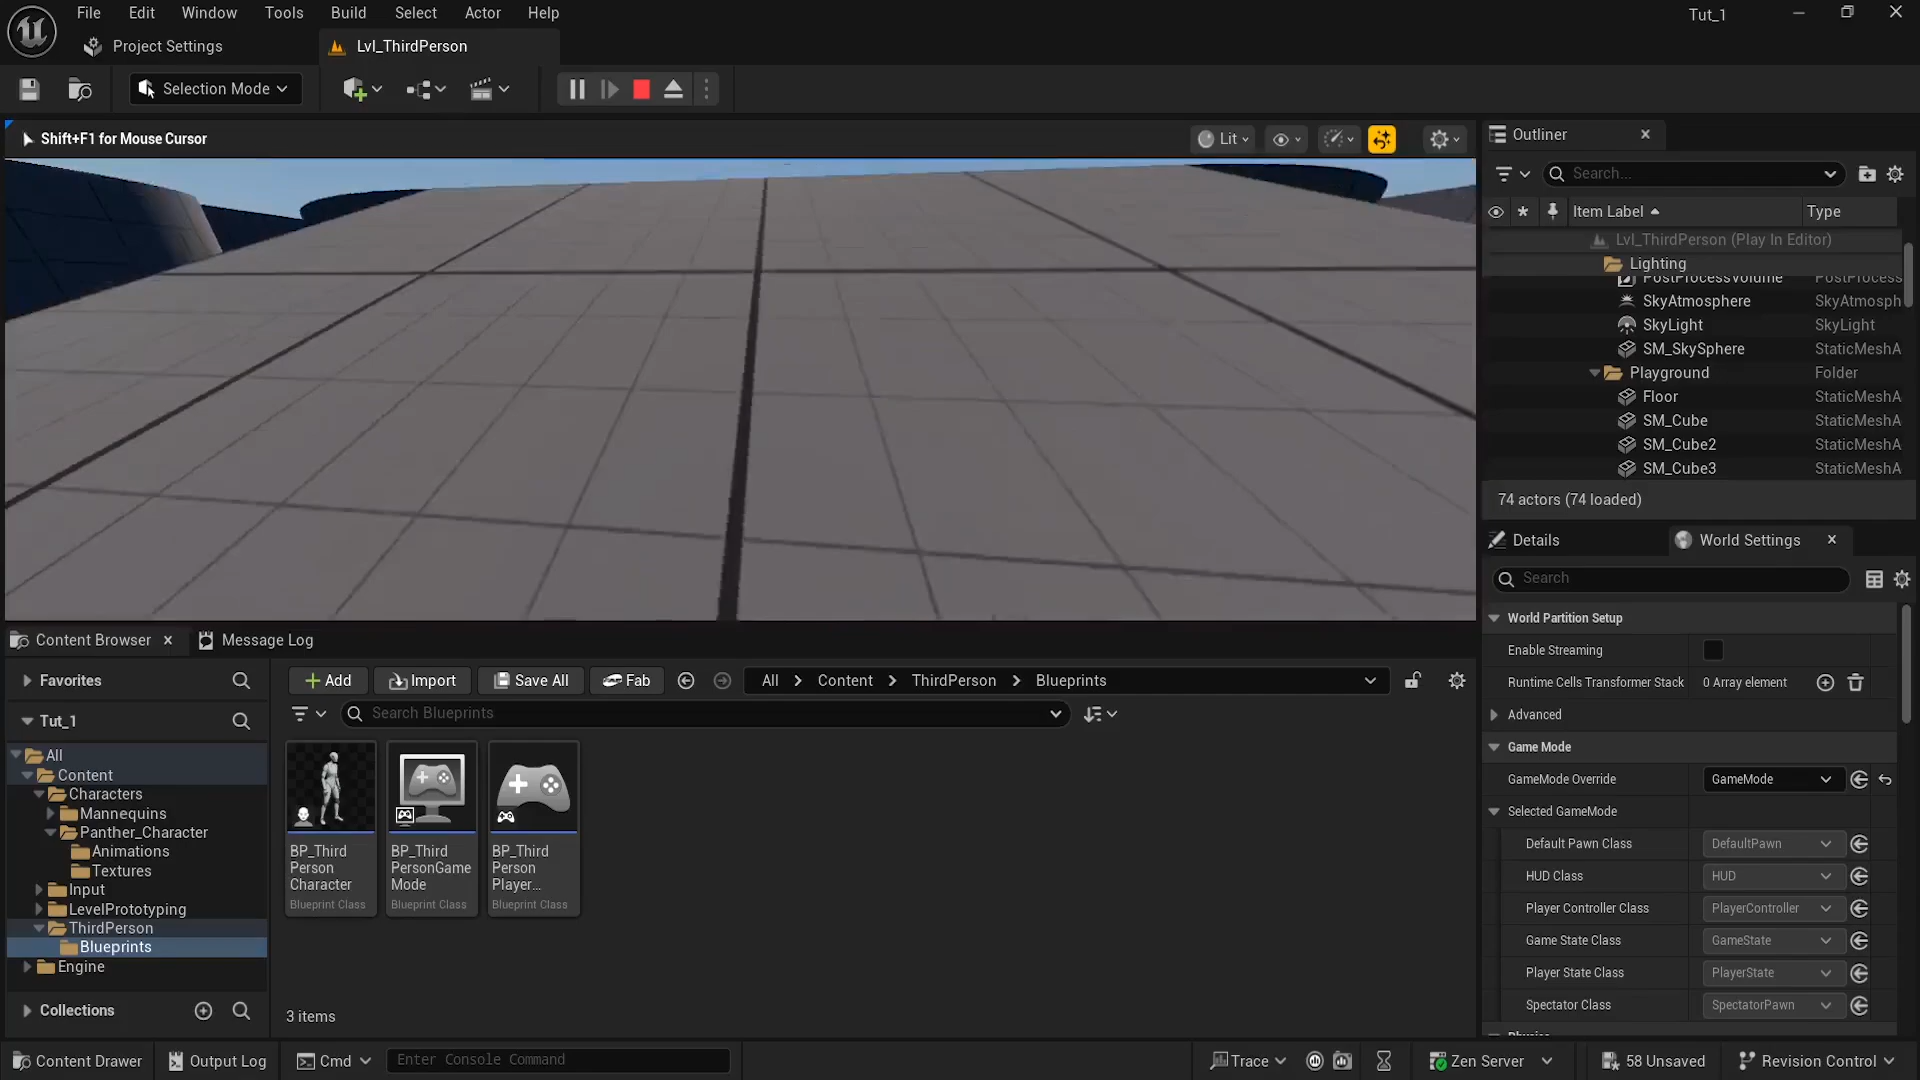 File Edit Window Tools Build Select Actor Help
Tut_1
Project Settings
Lvl_ThirdPerson
Selection Mode
Shift+F1 for Mouse Cursor
Lit
Outliner
Search...
Item Label
Type
Lvl_ThirdPerson (Play In Editor)
Lighting
PostProcessVolume PostProcess
SkyAtmosphere SkyAtmosph
SkyLight SkyLight
SM_SkySphere StaticMeshA
Playground Folder
Floor StaticMeshA
SM_Cube StaticMeshA
SM_Cube2 StaticMeshA
SM_Cube3 StaticMeshA
74 actors (74 loaded)
Details
World Settings
Search
World Partition Setup
Enable Streaming
Runtime Cells Transformer Stack 0 Array element
Advanced
Game Mode
GameMode Override GameMode
Selected GameMode
Default Pawn Class DefaultPawn
HUD Class HUD
Player Controller Class PlayerController
Game State Class GameState
Player State Class PlayerState
Spectator Class SpectatorPawn
Physics
Content Browser
Message Log
Favorites
Tut_1
All
Content
Characters
Mannequins
Panther_Character
Animations
Textures
Input
LevelPrototyping
ThirdPerson
Blueprints
Engine
Collections
Add
Import
Save All
Fab
All > Content > ThirdPerson > Blueprints
Search Blueprints
BP_Third
Person
Character
Blueprint Class
BP_Third
PersonGame
Mode
Blueprint Class
BP_Third
Person
Player...
Blueprint Class
3 items
Content Drawer
Output Log
Cmd
Enter Console Command
Trace
Zen Server
58 Unsaved
Revision Control